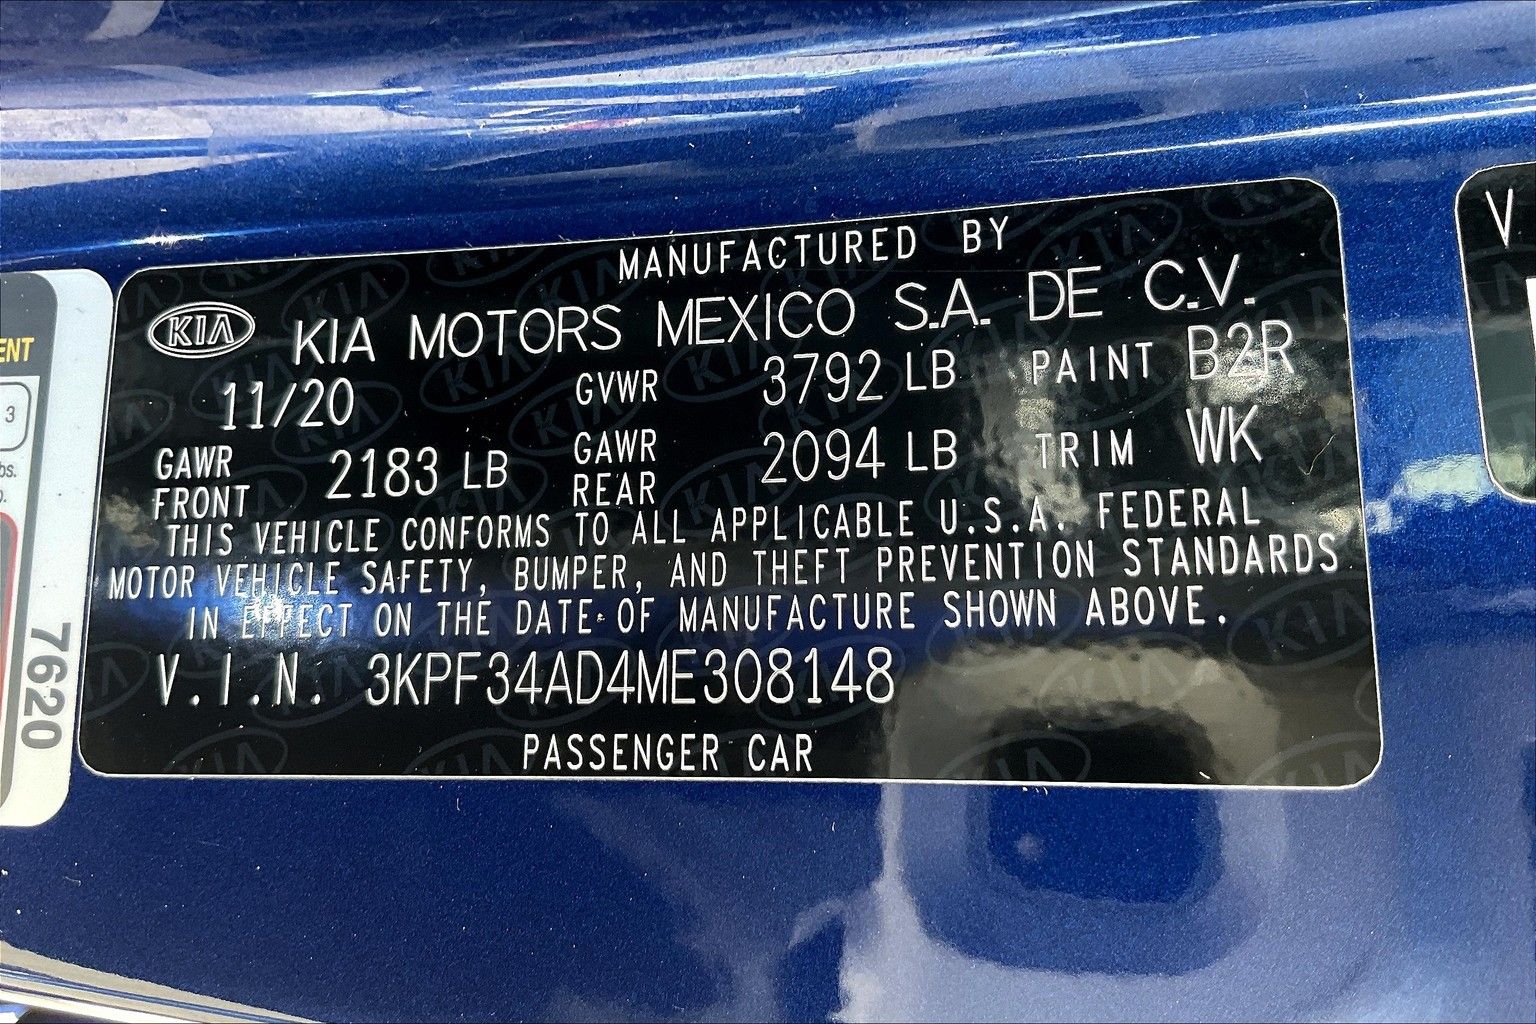 MANUFACTURED BY
KIA KIA MOTORS MEXICO S.A. DE C.V.
11/20 GVWR 3792 LB PAINT B2R
GAWR FRONT 2183 LB GAWR REAR 2094 LB TRIM WK
THIS VEHICLE CONFORMS TO ALL APPLICABLE U.S.A. FEDERAL
MOTOR VEHICLE SAFETY, BUMPER, AND THEFT PREVENTION STANDARDS
IN EFFECT ON THE DATE OF MANUFACTURE SHOWN ABOVE.
V.I.N. 3KPF34AD4ME308148
PASSENGER CAR
3
7620
V